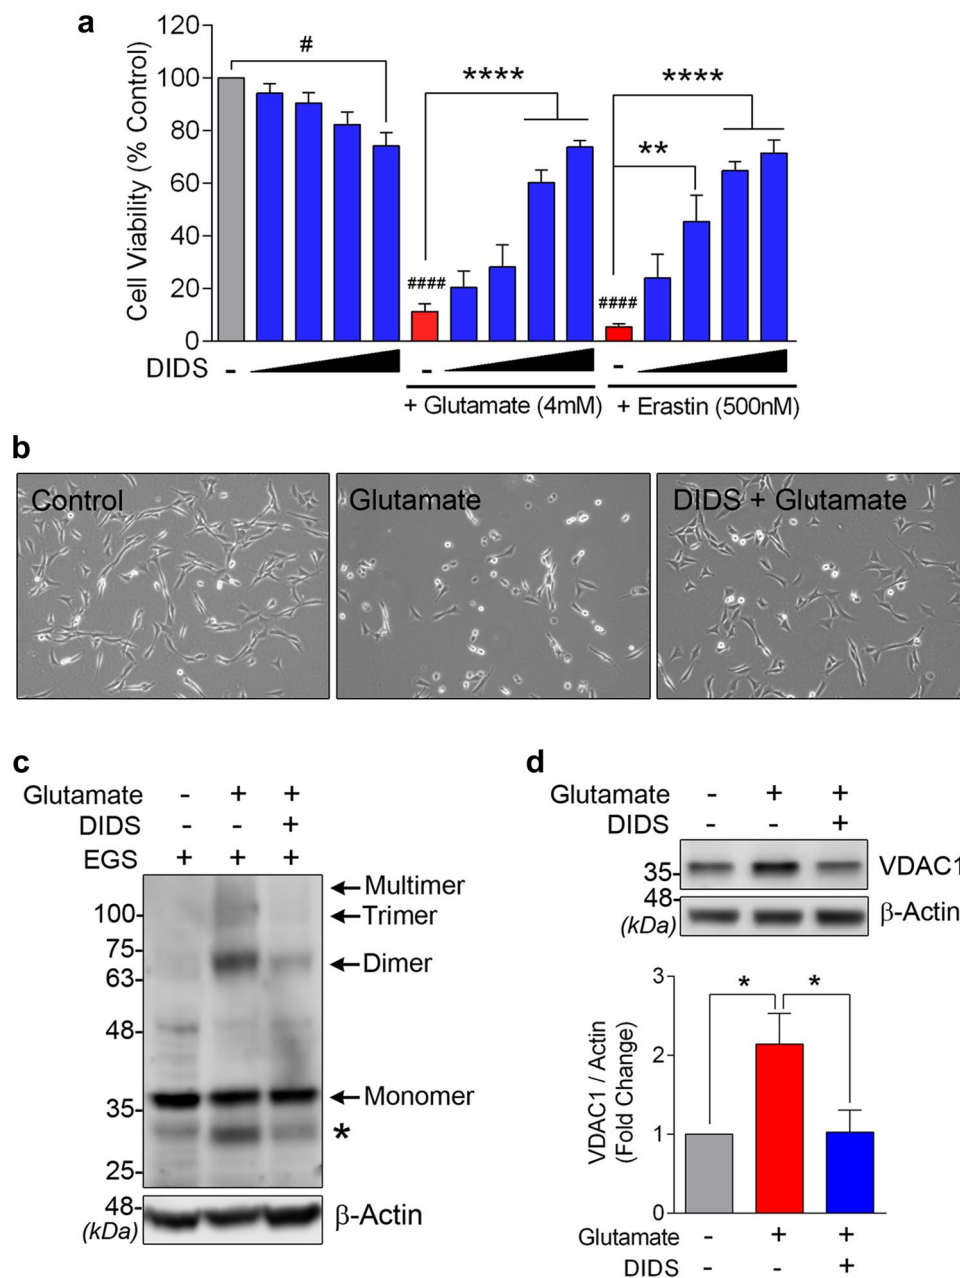 a
Cell Viability (% Control)
120
100
80
60
40
20
0
#
****
****
**
####
####
DIDS - - -
+ Glutamate (4mM) + Erastin (500nM)
b
Control Glutamate DIDS + Glutamate
c
Glutamate - + +
DIDS - - +
EGS + + +
100-
75-
63-
48-
35-
25-
48-
(kDa)
Multimer
Trimer
Dimer
Monomer
*
β-Actin
d
Glutamate - + +
DIDS - - +
35- VDAC1
48-
(kDa) β-Actin
VDAC1 / Actin
(Fold Change)
3
2
1
0
* *
Glutamate - + +
DIDS - - +